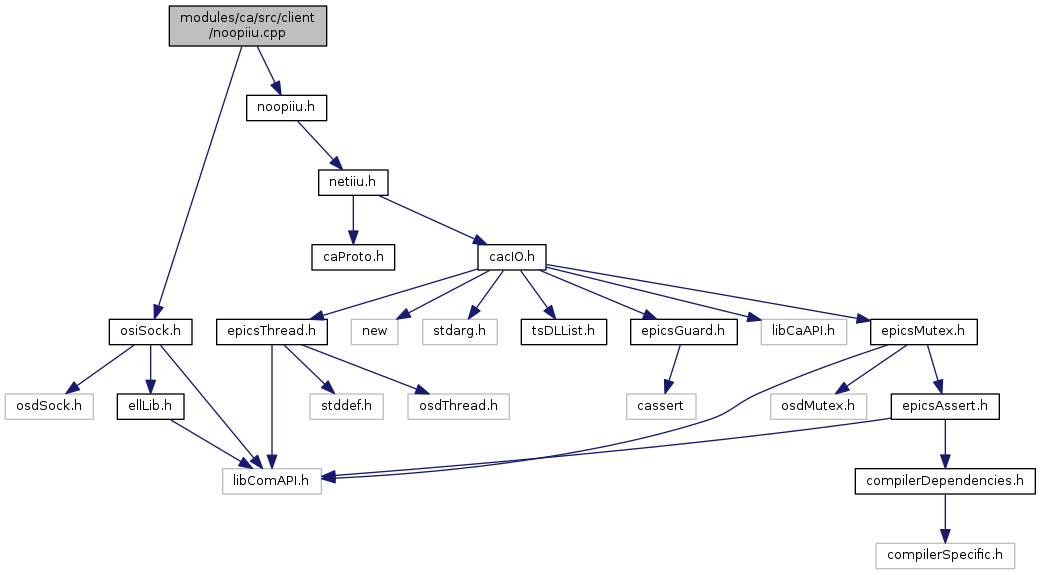 modules/ca/src/client
/noopiiu.cpp
noopiiu.h
netiiu.h
caProto.h
cacIO.h
osiSock.h
epicsThread.h
new
stdarg.h
tsDLList.h
epicsGuard.h
libCaAPI.h
epicsMutex.h
osdSock.h
ellLib.h
stddef.h
osdThread.h
cassert
osdMutex.h
epicsAssert.h
libComAPI.h
compilerDependencies.h
compilerSpecific.h